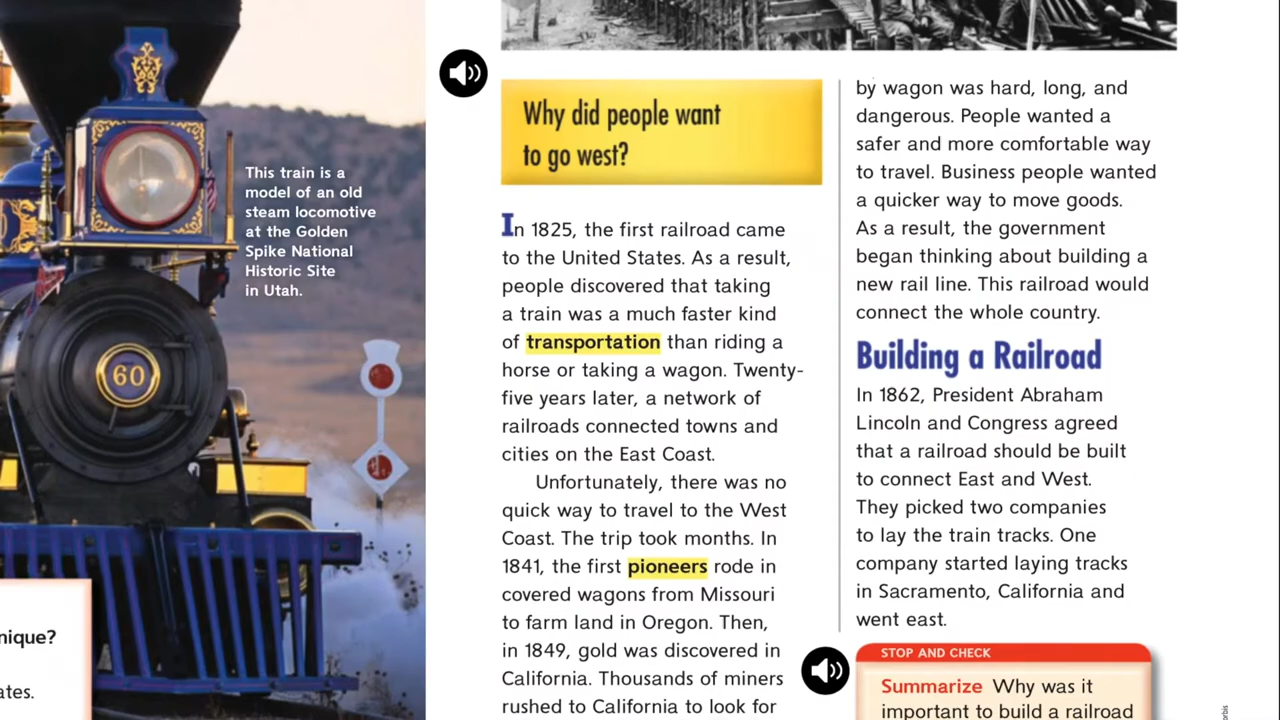 This train is a
model of an old
steam locomotive
at the Golden
Spike National
Historic Site
in Utah.
60
nique?
ates.
Why did people want
to go west?
In 1825, the first railroad came
to the United States. As a result,
people discovered that taking
a train was a much faster kind
of transportation than riding a
horse or taking a wagon. Twenty-
five years later, a network of
railroads connected towns and
cities on the East Coast.
Unfortunately, there was no
quick way to travel to the West
Coast. The trip took months. In
1841, the first pioneers rode in
covered wagons from Missouri
to farm land in Oregon. Then,
in 1849, gold was discovered in
California. Thousands of miners
rushed to California to look for
by wagon was hard, long, and
dangerous. People wanted a
safer and more comfortable way
to travel. Business people wanted
a quicker way to move goods.
As a result, the government
began thinking about building a
new rail line. This railroad would
connect the whole country.
Building a Railroad
In 1862, President Abraham
Lincoln and Congress agreed
that a railroad should be built
to connect East and West.
They picked two companies
to lay the train tracks. One
company started laying tracks
in Sacramento, California and
went east.
STOP AND CHECK
Summarize Why was it
important to build a railroad